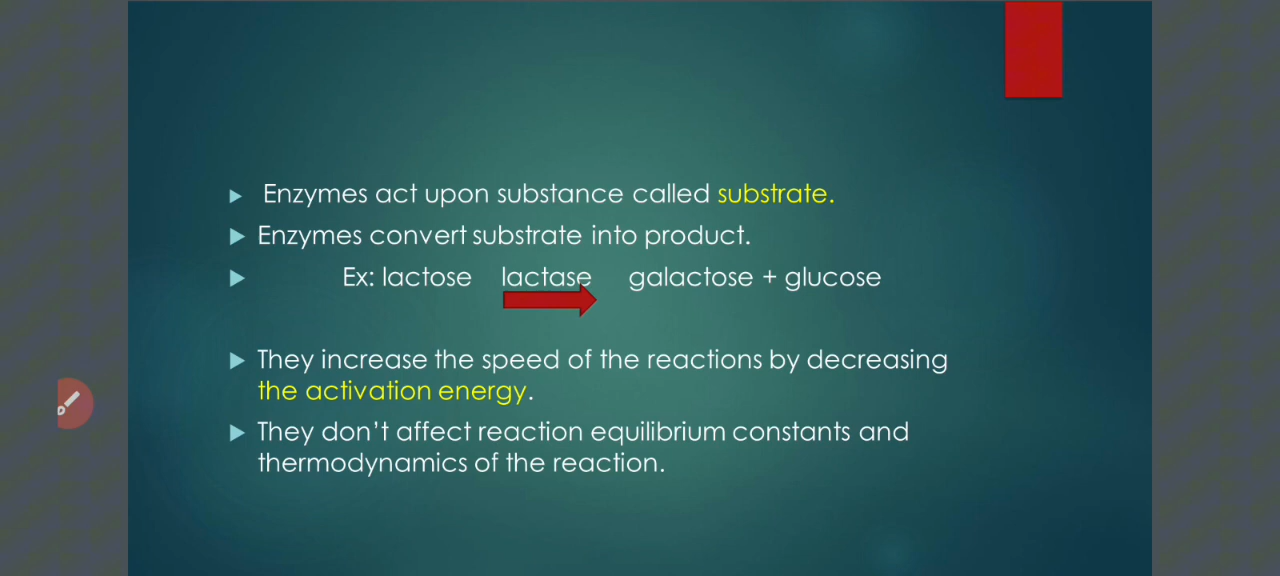 Enzymes act upon substance called substrate.
Enzymes convert substrate into product.
Ex: lactose lactase galactose + glucose
They increase the speed of the reactions by decreasing
the activation energy.
They don't affect reaction equilibrium constants and
thermodynamics of the reaction.